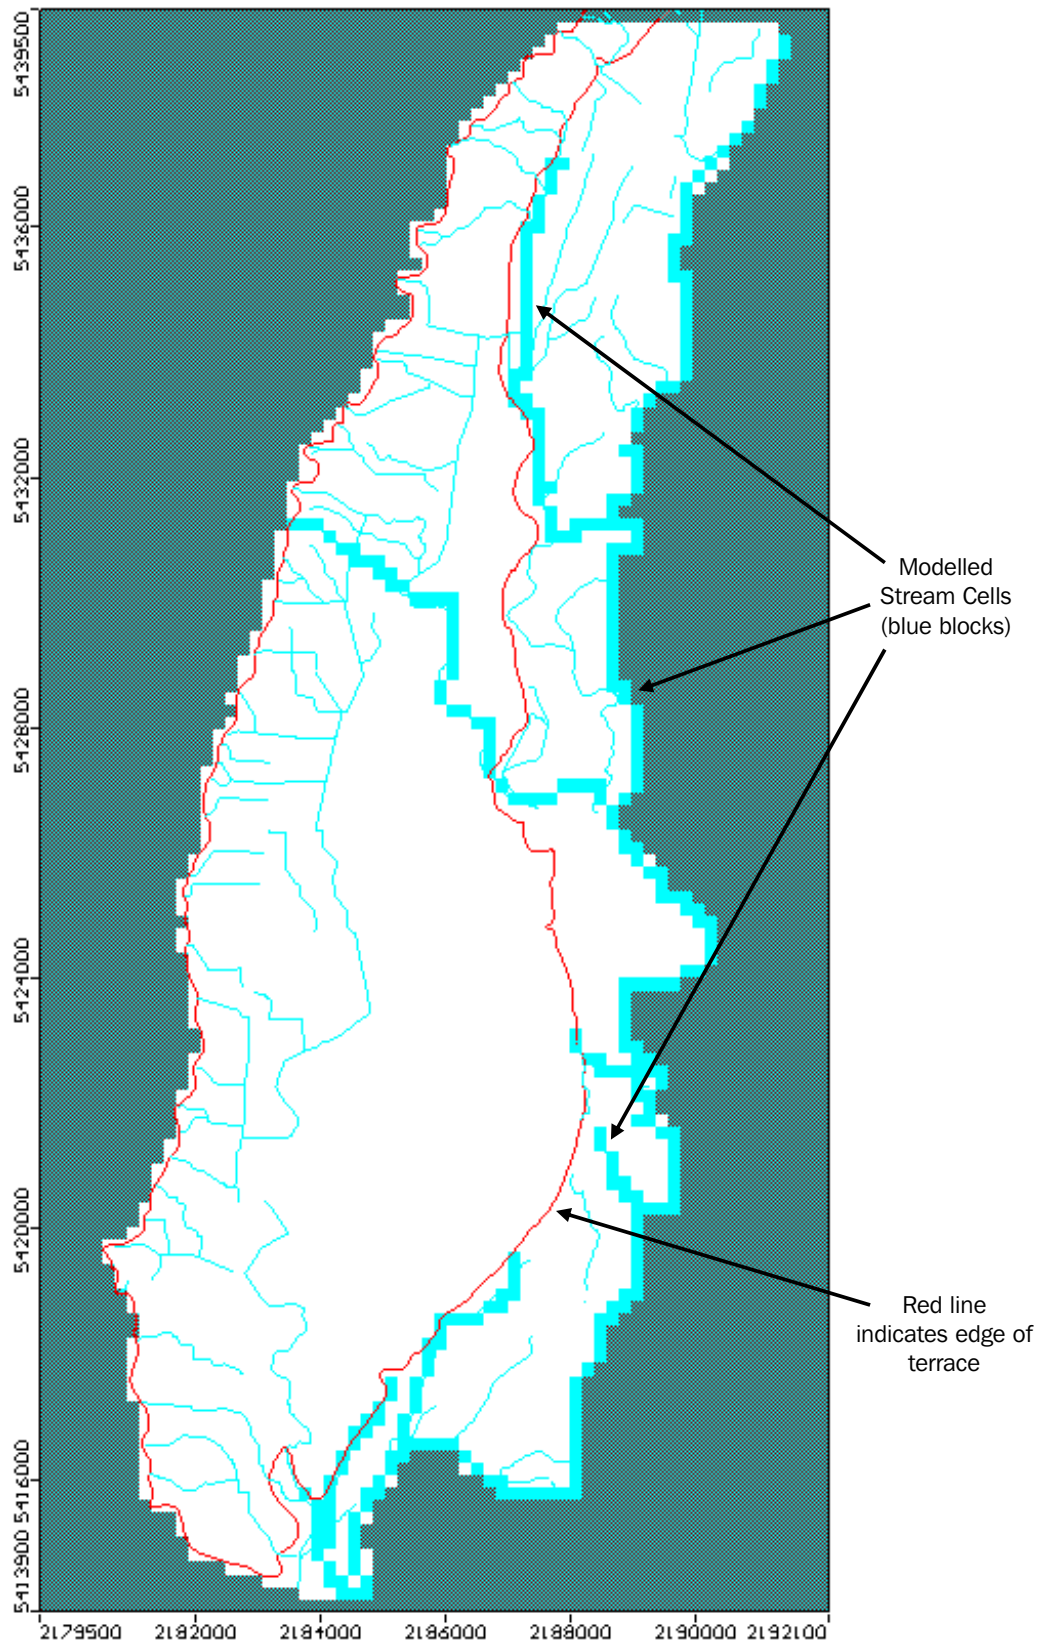 5439500
5436000
5432000
5428000
5424000
5420000
5416000
5413900
Modelled
Stream Cells
(blue blocks)
Red line
indicates edge of
terrace
2179500
2182000
2184000
2186000
2188000
2190000
2192100